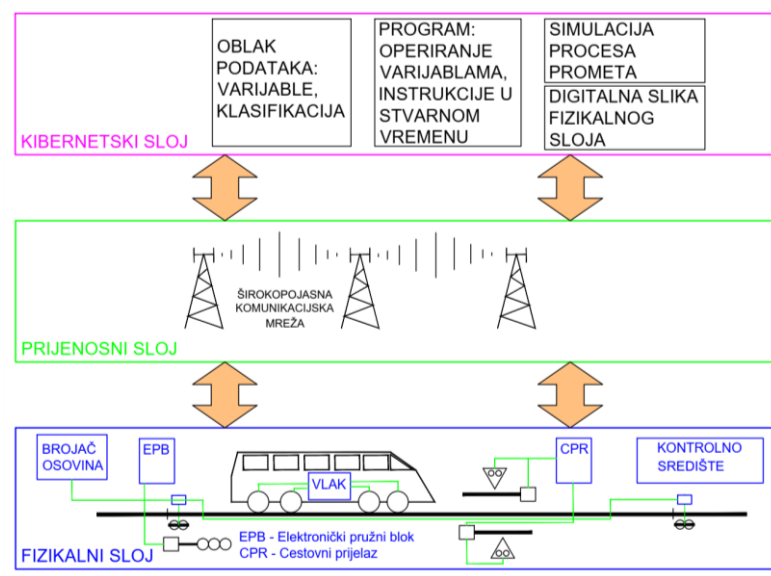 OBLAK
PODATAKA:
VARIJABLE,
KLASIFIKACIJA
PROGRAM:
OPERIRANJE
VARIJABLAMA,
INSTRUKCIJE U
STVARNOM
VREMENU
SIMULACIJA
PROCESA
PROMETA
DIGITALNA SLIKA
FIZIKALNOG
SLOJA
KIBERNETSKI SLOJ
ŠIROKOPOJASNA
KOMUNIKACIJSKA
MREŽA
PRIJENOSNI SLOJ
BROJAČ
OSOVINA
EPB
VLAK
CPR
KONTROLNO
SREDIŠTE
EPB - Elektronički pružni blok
CPR - Cestovni prijelaz
FIZIKALNI SLOJ